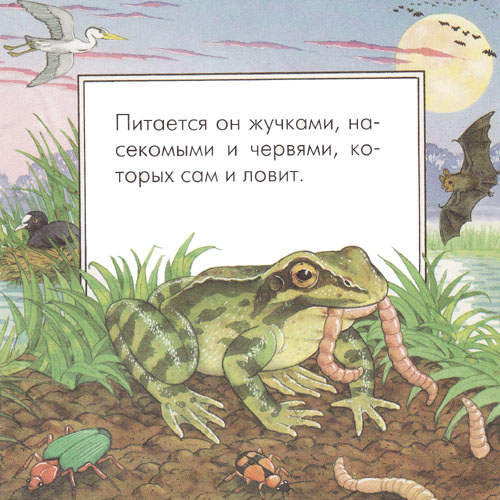 Питается он жучками, на-
секомыми и червями, ко-
торых сам и ловит.